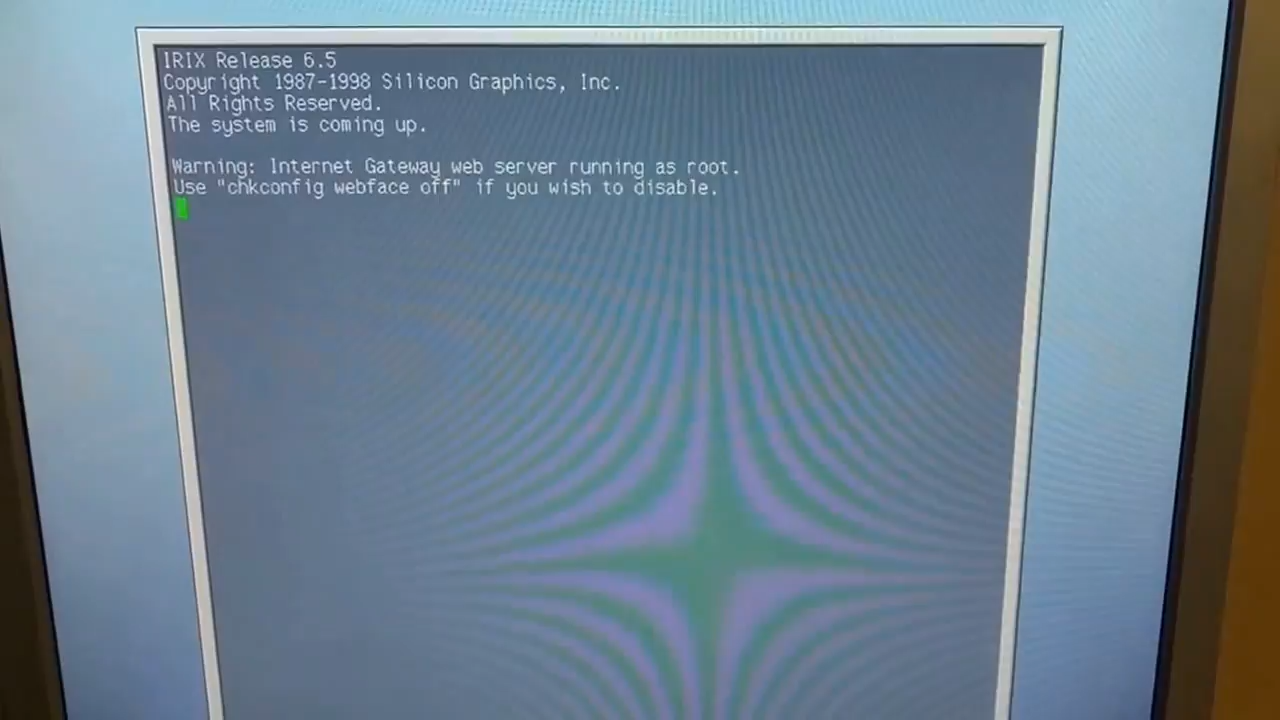 IRIX Release 6.5
Copyright 1987-1998 Silicon Graphics, Inc.
All Rights Reserved.
The system is coming up.
Warning: Internet Gateway web server running as root.
Use "chkconfig webface off" if you wish to disable.